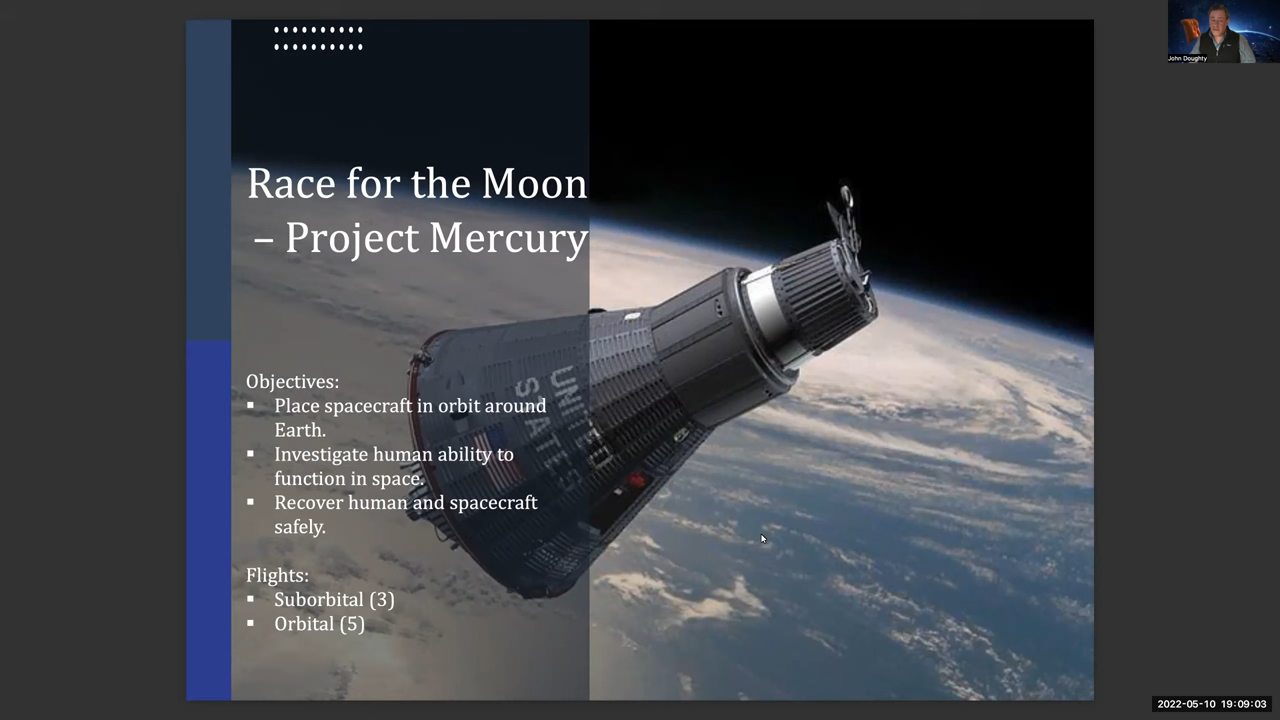 John Doughty
Race for the Moon
– Project Mercury
Objectives:
▪ Place spacecraft in orbit around
Earth.
▪ Investigate human ability to
function in space.
▪ Recover human and spacecraft
safely.
Flights:
▪ Suborbital (3)
▪ Orbital (5)
UNITED
STATES
2022-05-10 19:09:03